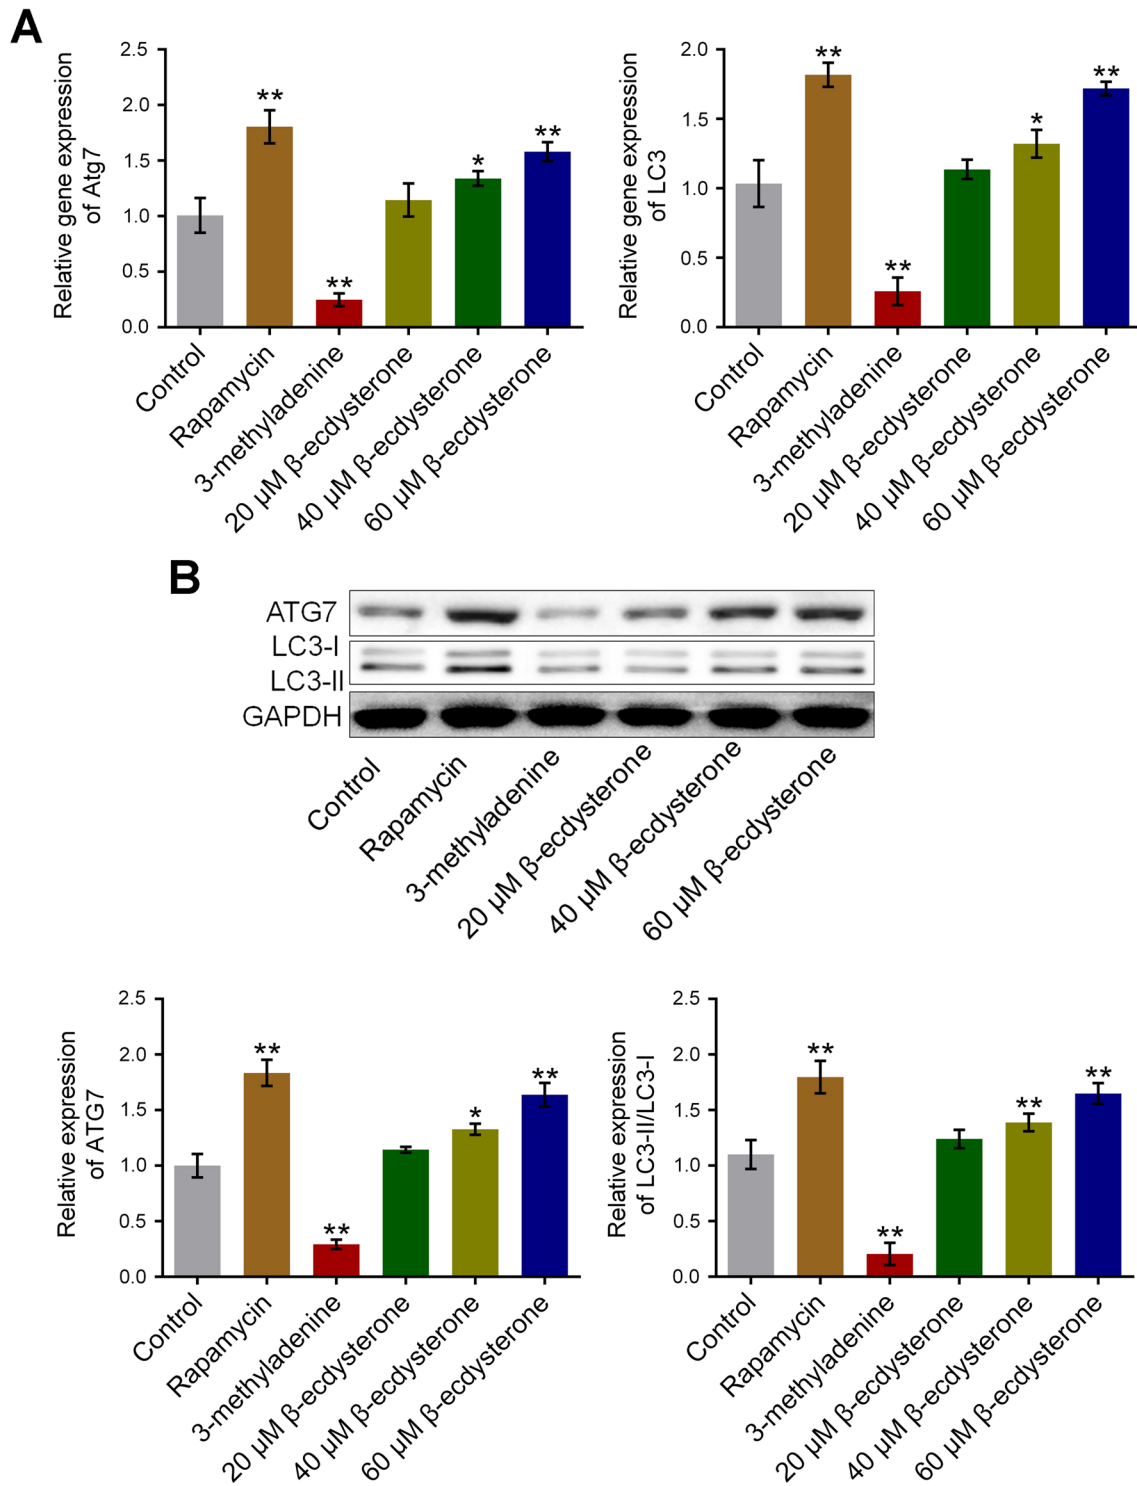 A
Relative gene expression
of Atg7
2.5
2.0
1.5
1.0
0.5
0.0
**
**
*
**
Control
Rapamycin
3-methyladenine
20 µM β-ecdysterone
40 µM β-ecdysterone
60 µM β-ecdysterone
Relative gene expression
of LC3
2.0
1.5
1.0
0.5
0.0
**
**
*
**
Control
Rapamycin
3-methyladenine
20 µM β-ecdysterone
40 µM β-ecdysterone
60 µM β-ecdysterone
B
ATG7
LC3-I
LC3-II
GAPDH
Control
Rapamycin
3-methyladenine
20 µM β-ecdysterone
40 µM β-ecdysterone
60 µM β-ecdysterone
Relative expression
of ATG7
2.5
2.0
1.5
1.0
0.5
0.0
**
**
*
**
Control
Rapamycin
3-methyladenine
20 µM β-ecdysterone
40 µM β-ecdysterone
60 µM β-ecdysterone
Relative expression
of LC3-II/LC3-I
2.5
2.0
1.5
1.0
0.5
0.0
**
**
**
**
Control
Rapamycin
3-methyladenine
20 µM β-ecdysterone
40 µM β-ecdysterone
60 µM β-ecdysterone